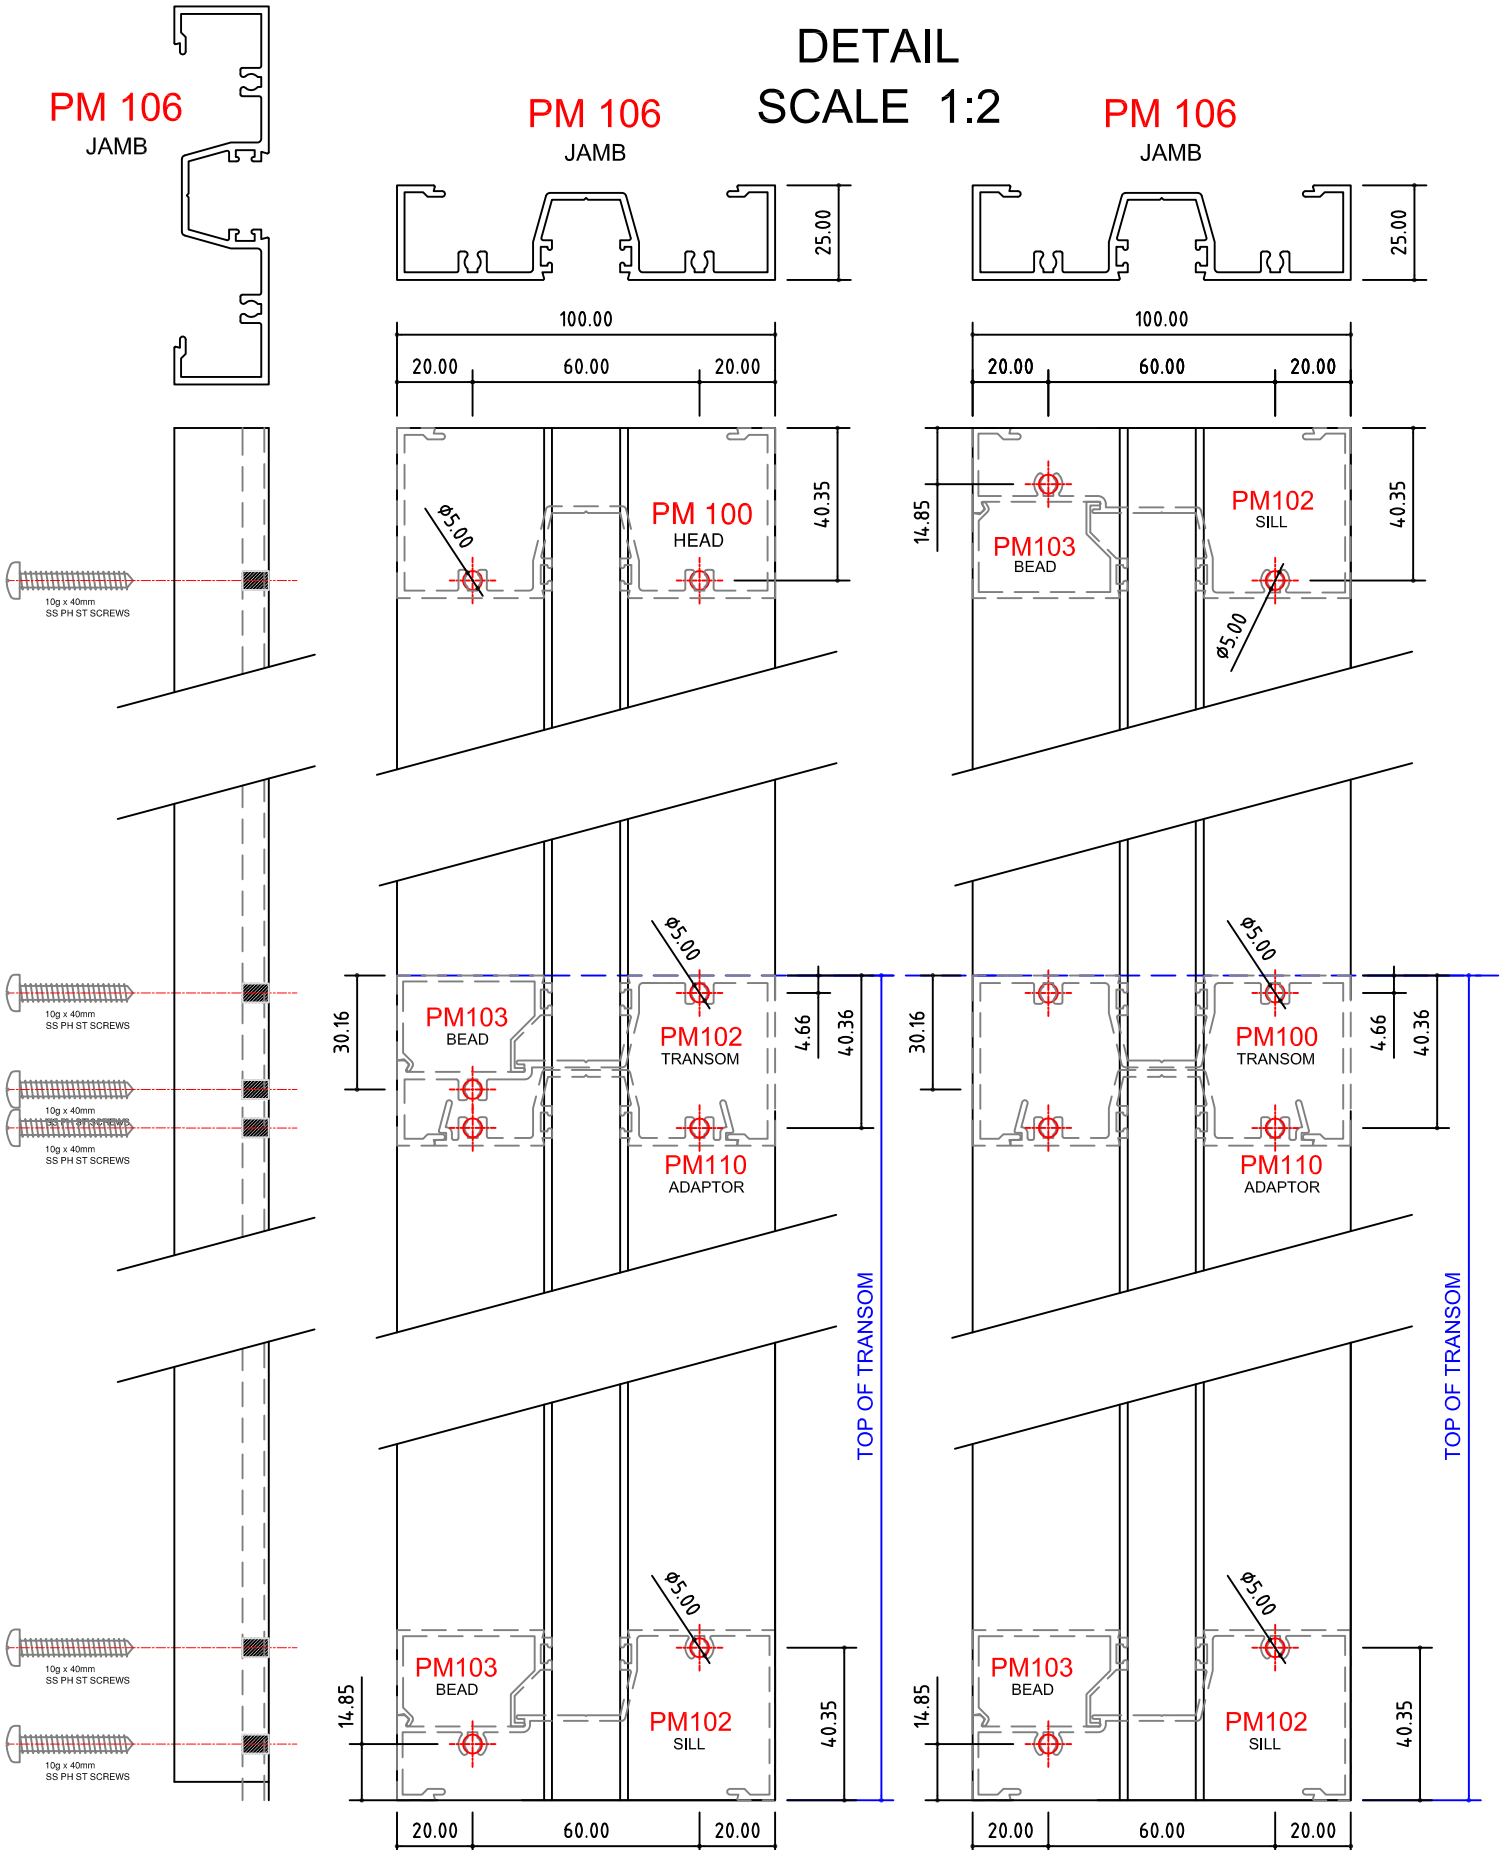 DETAIL
SCALE 1:2
PM 106
JAMB
PM 106
JAMB
PM 106
JAMB
25.00
25.00
100.00
100.00
20.00
60.00
20.00
20.00
60.00
20.00
ø5.00
PM 100
HEAD
40.35
14.85
PM103
BEAD
PM102
SILL
40.35
ø5.00
10g x 40mm
SS PH ST SCREWS
ø5.00
ø5.00
30.16
PM103
BEAD
PM102
TRANSOM
4.66
40.36
30.16
PM100
TRANSOM
4.66
40.36
10g x 40mm
SS PH ST SCREWS
10g x 40mm
SS PH ST SCREWS
10g x 40mm
SS PH ST SCREWS
PM110
ADAPTOR
PM110
ADAPTOR
TOP OF TRANSOM
TOP OF TRANSOM
ø5.00
ø5.00
10g x 40mm
SS PH ST SCREWS
PM103
BEAD
14.85
PM102
SILL
40.35
PM103
BEAD
14.85
PM102
SILL
40.35
10g x 40mm
SS PH ST SCREWS
20.00
60.00
20.00
20.00
60.00
20.00